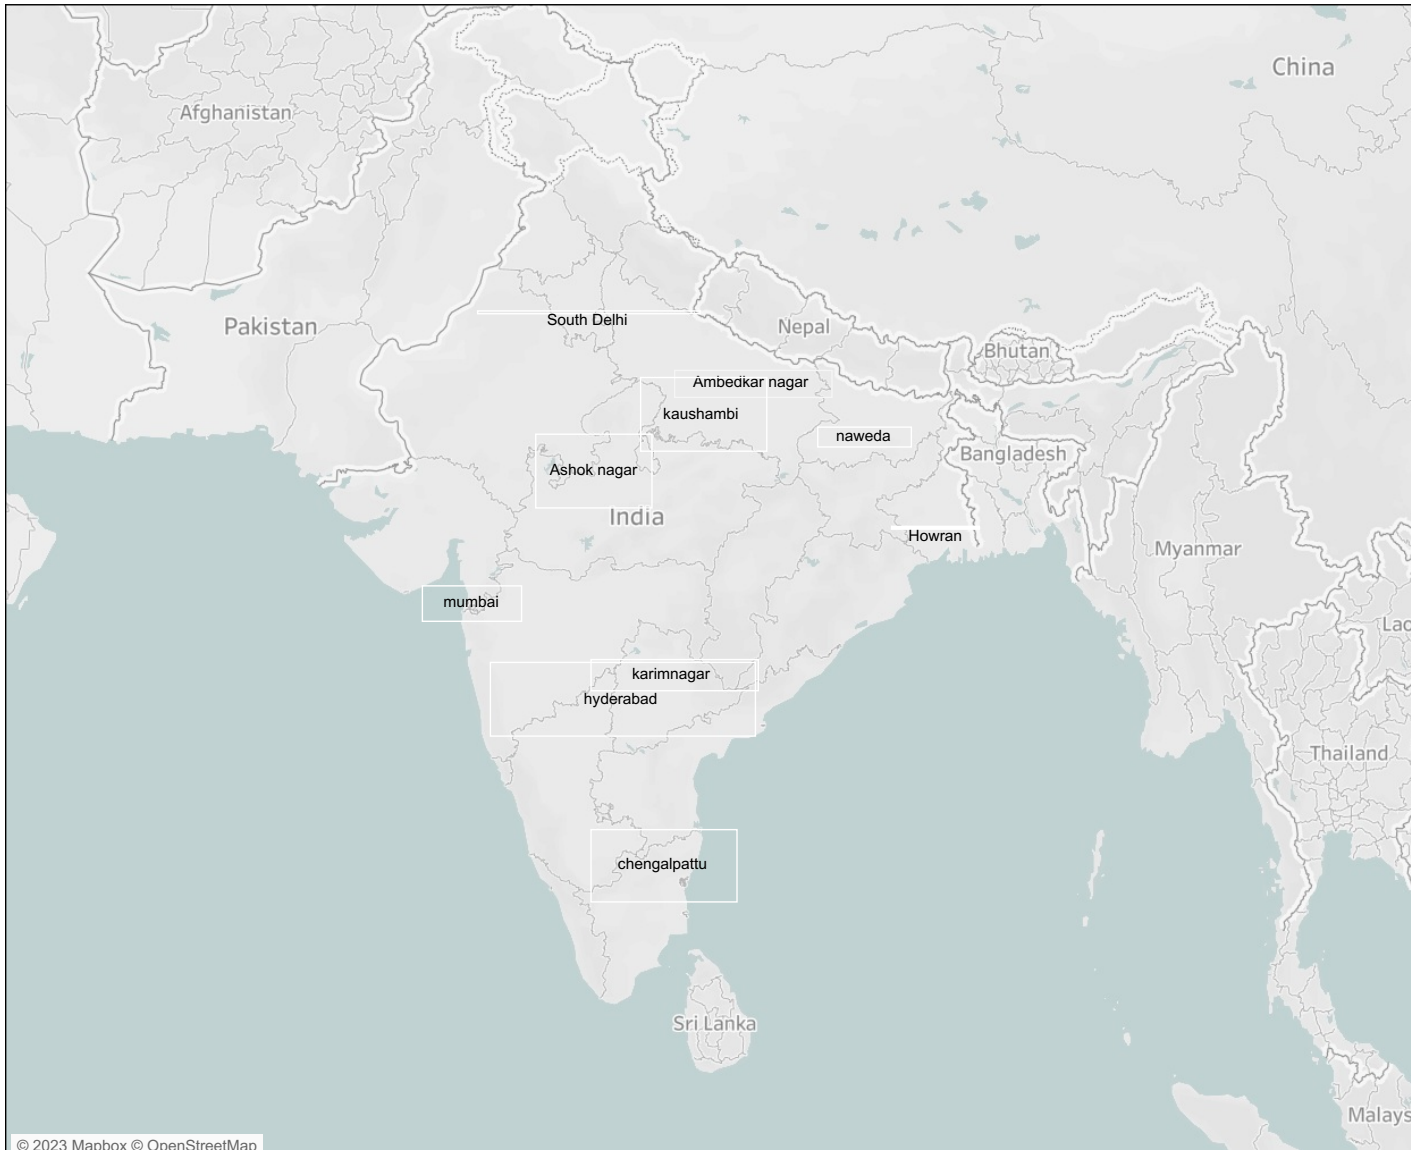 China
Afghanistan
Pakistan
South Delhi
Nepal
Bhutan
Ambedkar nagar
kaushambi
naweda
Bangladesh
Ashok nagar
India
Howran
Myanmar
mumbai
Lao
karimnagar
hyderabad
Thailand
chengalpattu
Sri Lanka
Malays
© 2023 Mapbox © OpenStreetMap